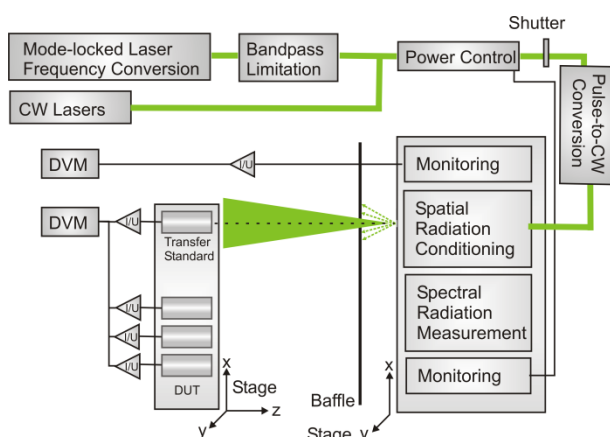 Shutter
Mode-locked Laser
Frequency Conversion
Bandpass
Limitation
Power Control
CW Lasers
Pulse-to-CW
Conversion
DVM
I/U
Monitoring
DVM
I/U
Transfer
Standard
Spatial
Radiation
Conditioning
I/U
I/U
I/U
DUT
Spectral
Radiation
Measurement
Monitoring
x
Stage
z
y
Baffle
x
Stage y